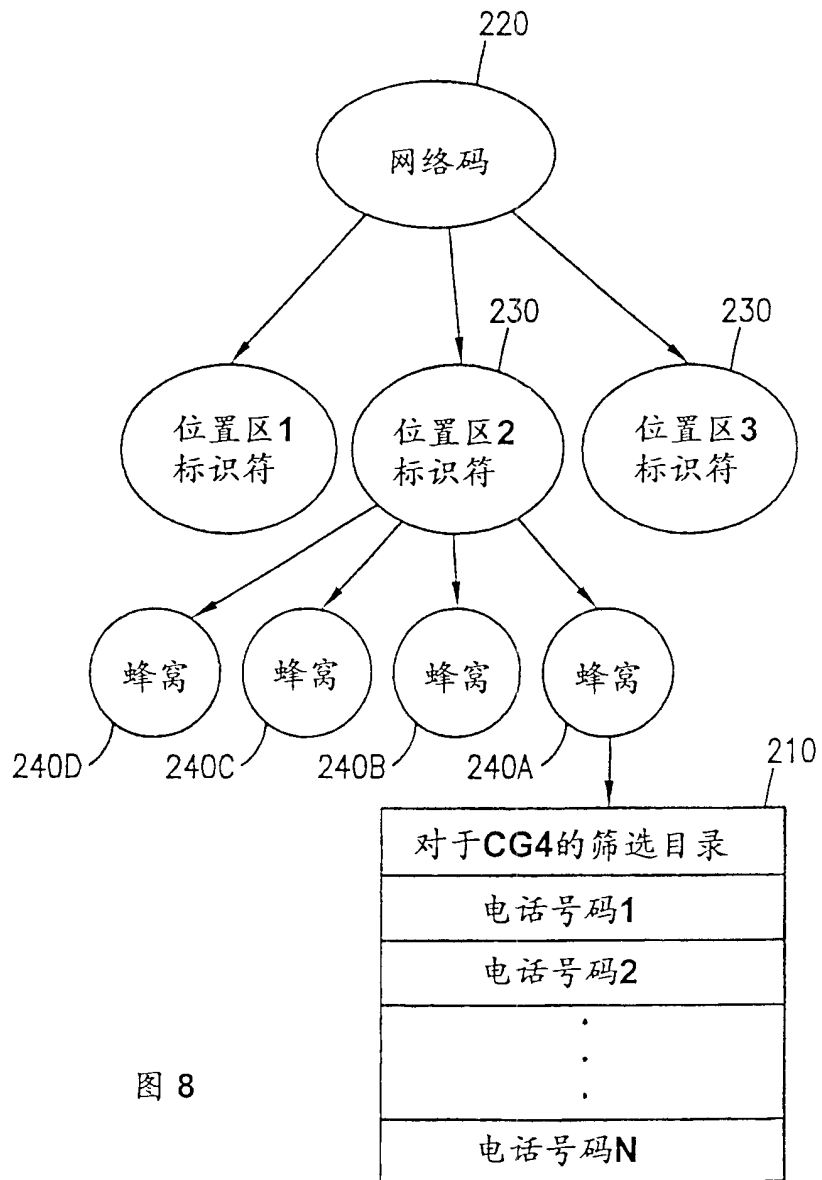 220
网络码
230
230
位置区1
标识符
位置区2
标识符
位置区3
标识符
蜂窝
蜂窝
蜂窝
蜂窝
240D
240C
240B
240A
210
对于CG4的筛选目录
电话号码1
电话号码2
电话号码N
图 8